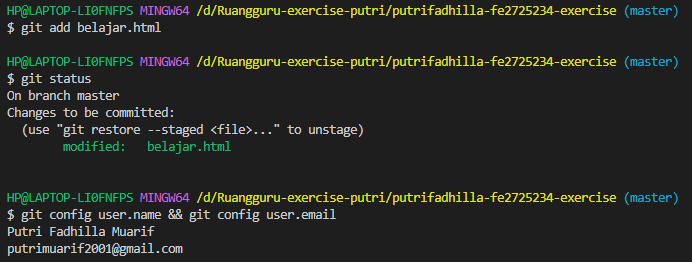 HP@LAPTOP-LI0FNFPS MINGW64 /d/Ruangguru-exercise-putri/putrifadhilla-fe2725234-exercise (master)
$ git add belajar.html
HP@LAPTOP-LI0FNFPS MINGW64 /d/Ruangguru-exercise-putri/putrifadhilla-fe2725234-exercise (master)
$ git status
On branch master
Changes to be committed:
  (use "git restore --staged <file>..." to unstage)
        modified:   belajar.html
HP@LAPTOP-LI0FNFPS MINGW64 /d/Ruangguru-exercise-putri/putrifadhilla-fe2725234-exercise (master)
$ git config user.name && git config user.email
Putri Fadhilla Muarif
putrimuarif2001@gmail.com